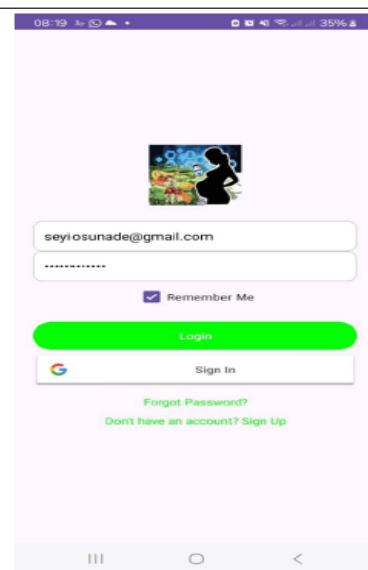 08:19 35%
seyiosunade@gmail.com
Remember Me
Login
Sign In
Forgot Password?
Don't have an account? Sign Up